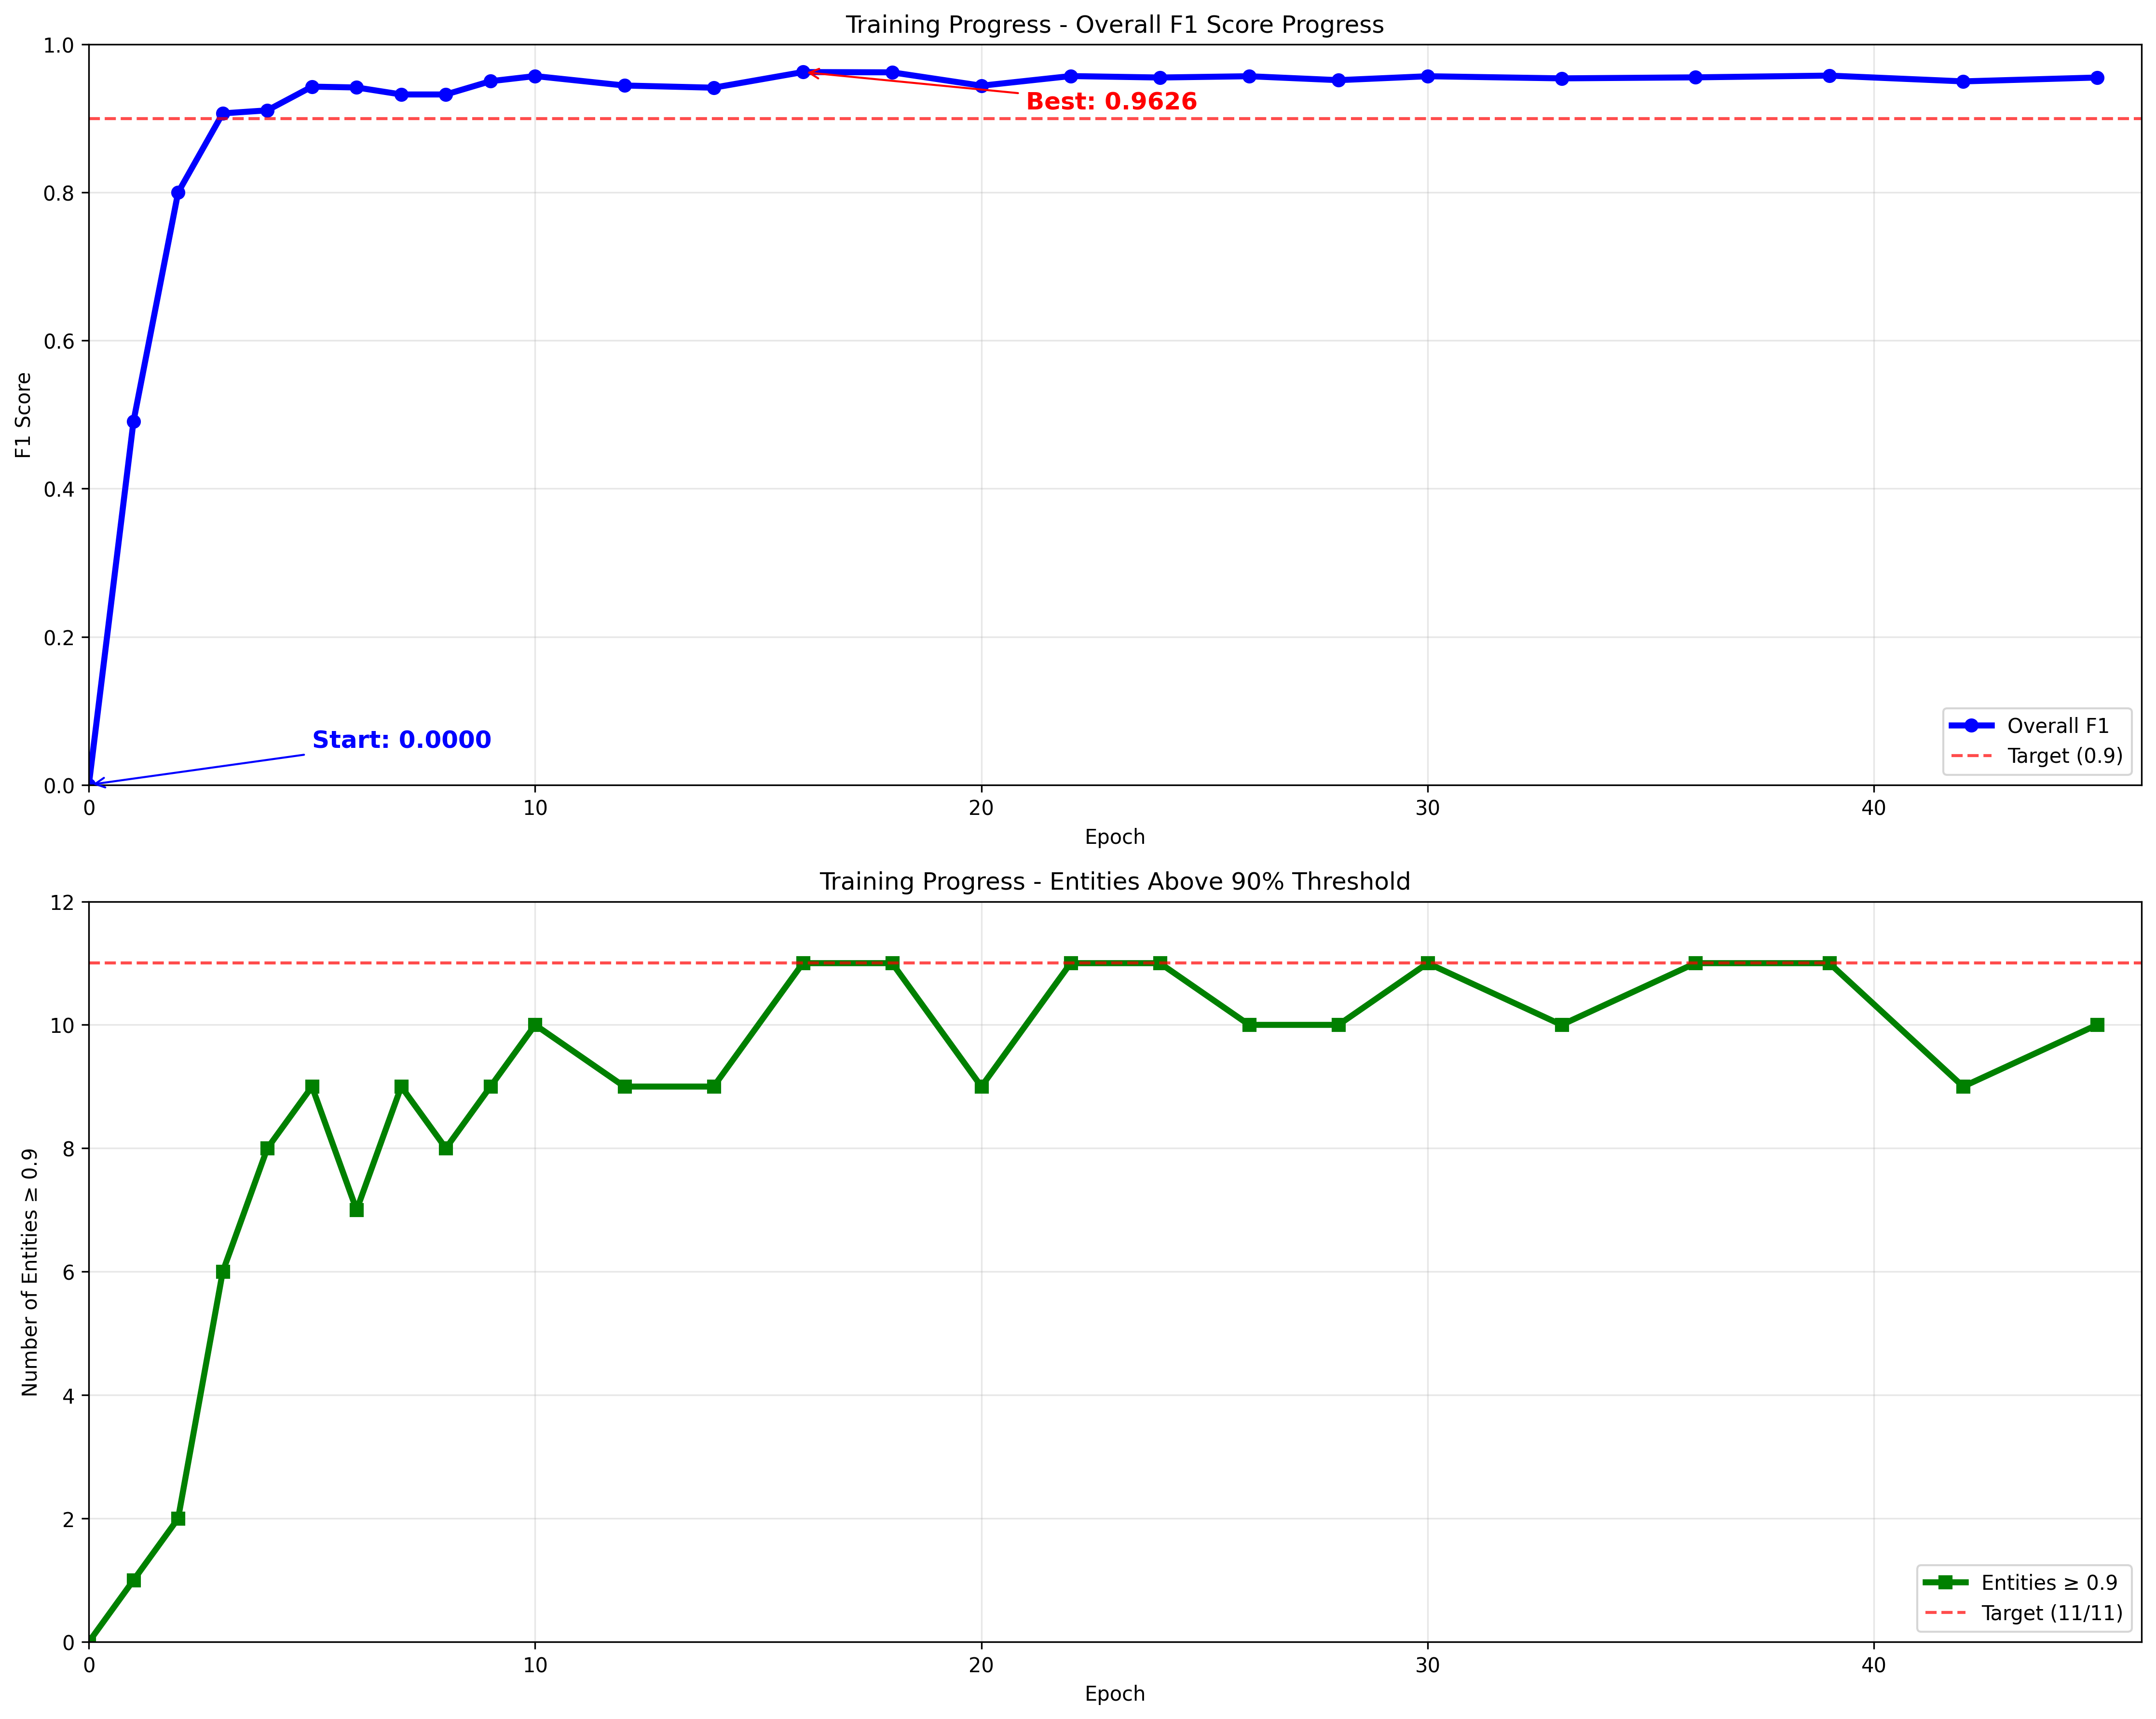 Training Progress - Overall F1 Score Progress
1.0
0.8
0.6
0.4
0.2
0.0
F1 Score
Best: 0.9626
Start: 0.0000
Overall F1
Target (0.9)
0 10 20 30 40
Epoch
Training Progress - Entities Above 90% Threshold
12
10
8
6
4
2
0
Number of Entities ≥ 0.9
Entities ≥ 0.9
Target (11/11)
0 10 20 30 40
Epoch